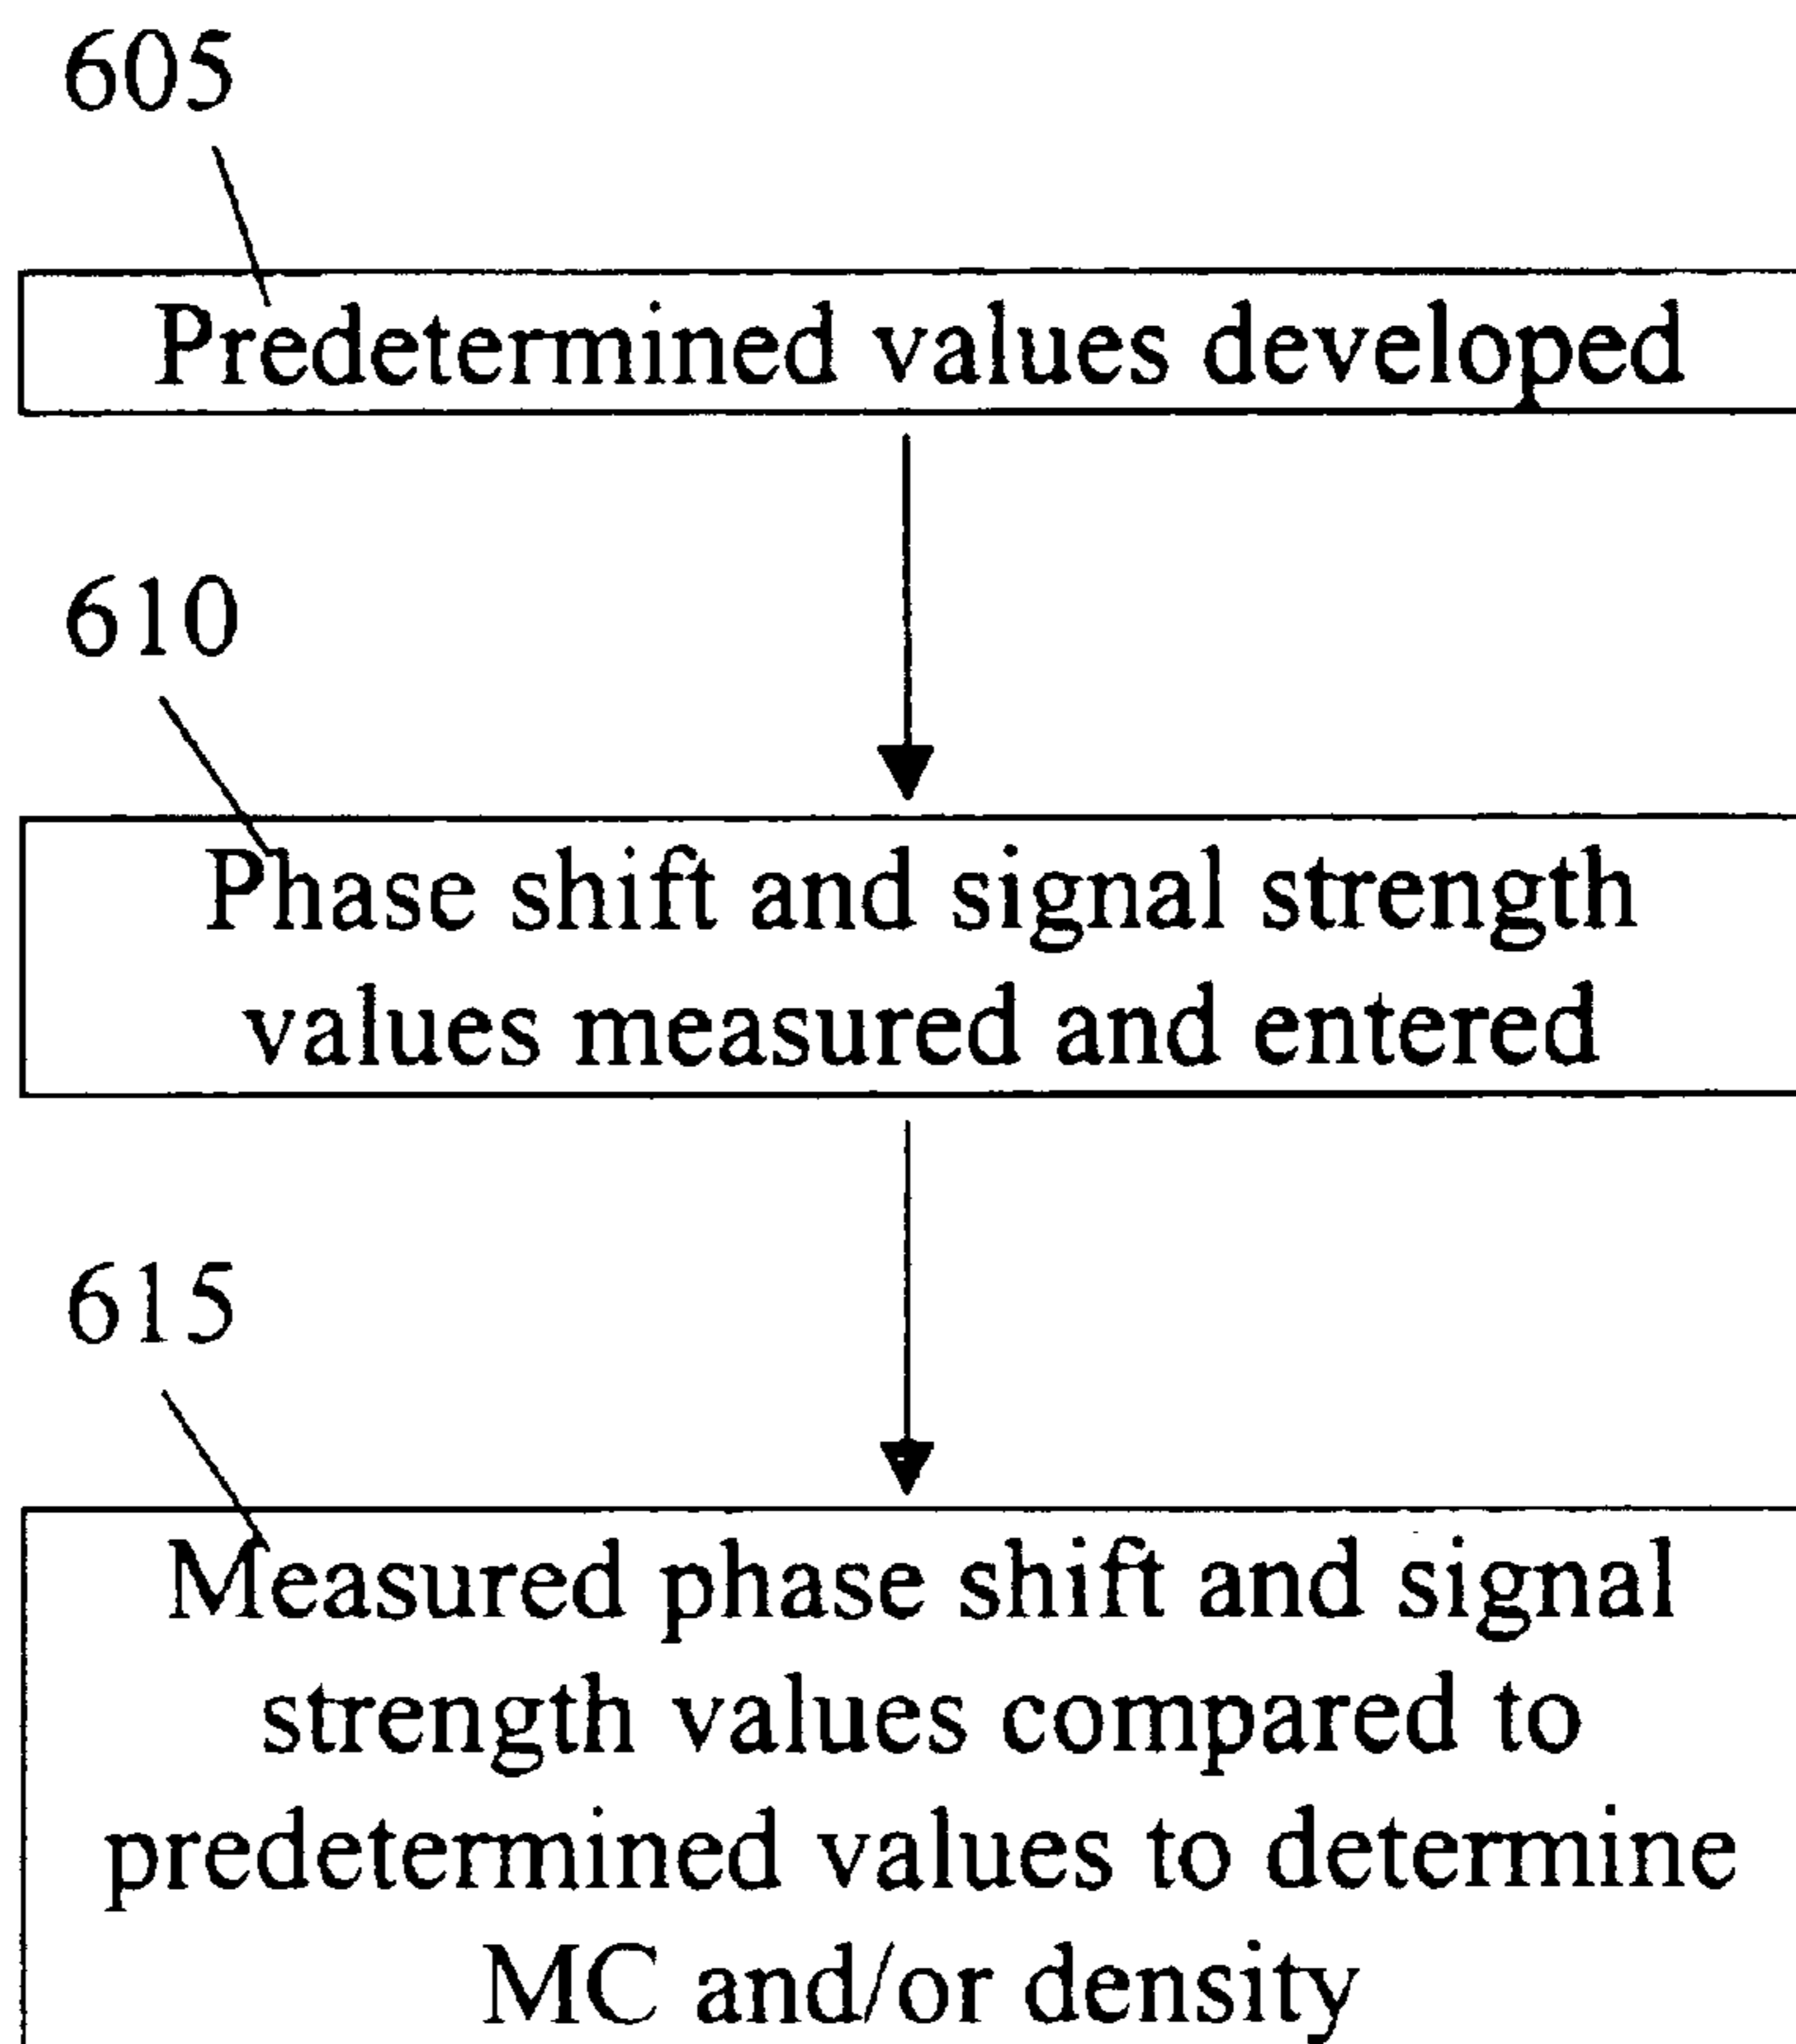 605
Predetermined values developed
610
Phase shift and signal strength
values measured and entered
615
Measured phase shift and signal
strength values compared to
predetermined values to determine
MC and/or density